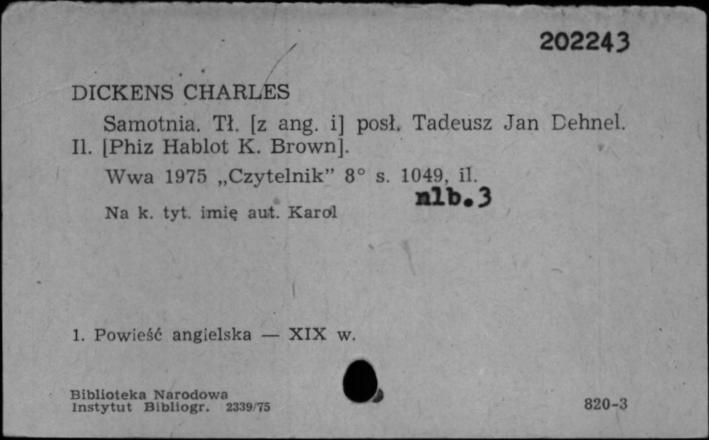 202243
DICKENS CHARLES
Samotnia. Tł. [z ang. i] posł. Tadeusz Jan Dehnel.
Il. [Phiz Hablot K. Brown].
Wwa 1975 „Czytelnik” 8° s. 1049, il.
nlb.3
Na k. tyt. imię aut. Karol
1. Powieść angielska — XIX w.
Biblioteka Narodowa
Instytut Bibliogr. 2339/75
820-3